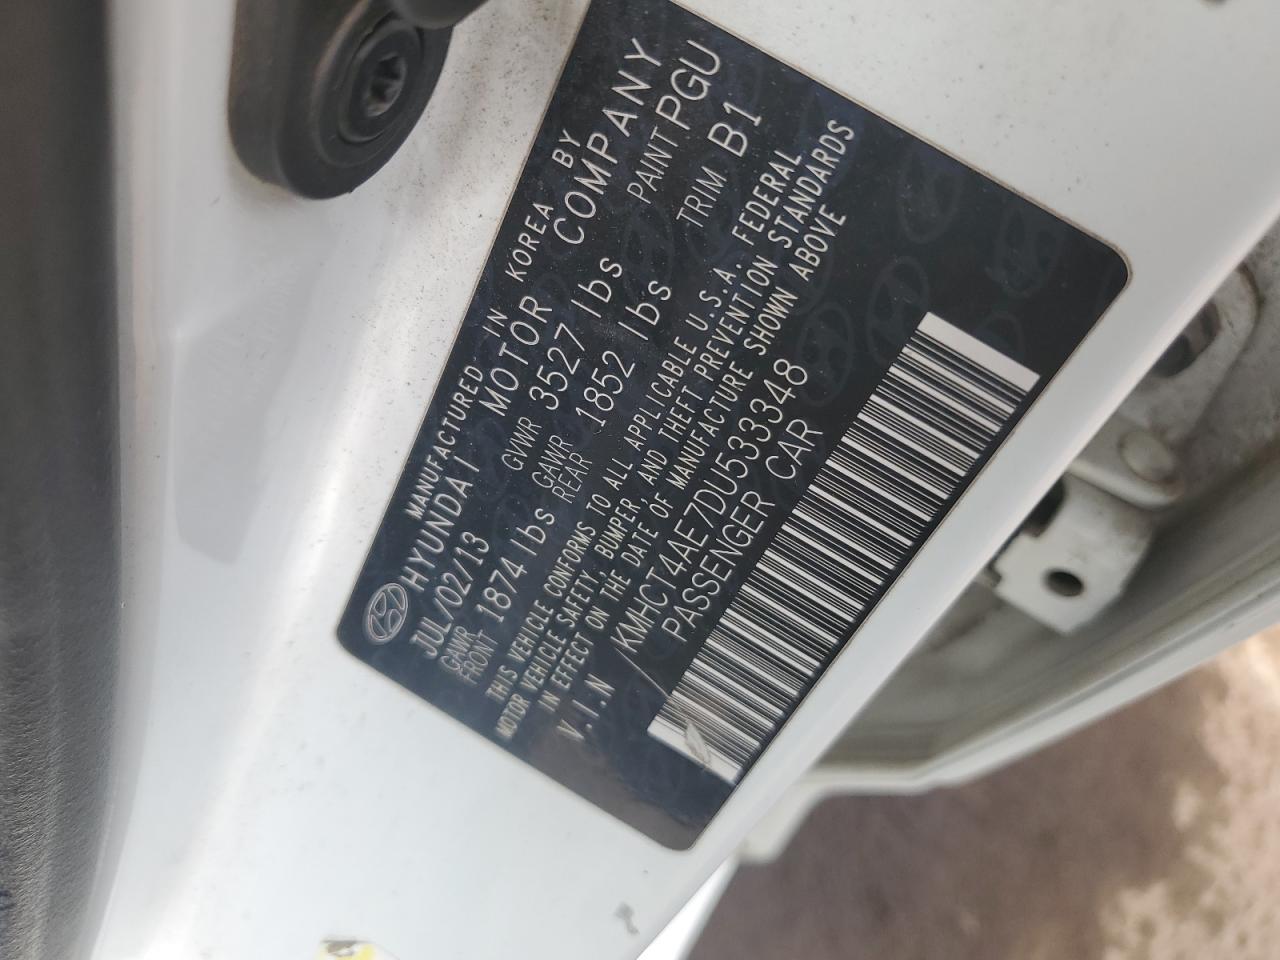 MANUFACTURED IN KOREA BY
HYUNDAI MOTOR COMPANY
JUL/02/13 GVWR 3527 lbs PAINT PGU
GAWR FRONT 1874 lbs GAWR REAR 1852 lbs TRIM B1
THIS VEHICLE CONFORMS TO ALL APPLICABLE U.S.A. FEDERAL
MOTOR VEHICLE SAFETY, BUMPER, AND THEFT PREVENTION STANDARDS
IN EFFECT ON THE DATE OF MANUFACTURE SHOWN ABOVE
V.I.N /KMHCT4AE7DU533348
/ PASSENGER CAR